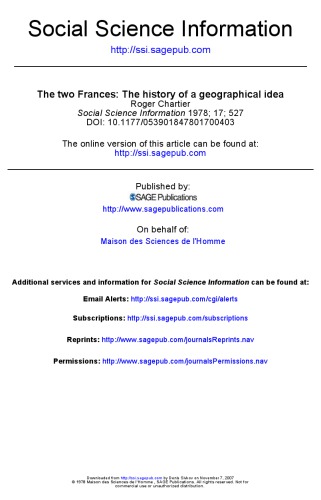 Social Science Information
http://ssi.sagepub.com
The two Frances: The history of a geographical idea
Roger Chartier
Social Science Information 1978; 17; 527
DOI: 10.1177/053901847801700403
The online version of this article can be found at:
http://ssi.sagepub.com
Published by:
SAGE Publications
http://www.sagepublications.com
On behalf of:
Maison des Sciences de l'Homme
Additional services and information for Social Science Information can be found at:
Email Alerts: http://ssi.sagepub.com/cgi/alerts
Subscriptions: http://ssi.sagepub.com/subscriptions
Reprints: http://www.sagepub.com/journalsReprints.nav
Permissions: http://www.sagepub.com/journalsPermissions.nav
Downloaded from http://ssi.sagepub.com by on November 7, 2007
© 1978 Maison des Sciences de l'Homme, SAGE Publications. All rights reserved. Not for
commercial use or unauthorized distribution.